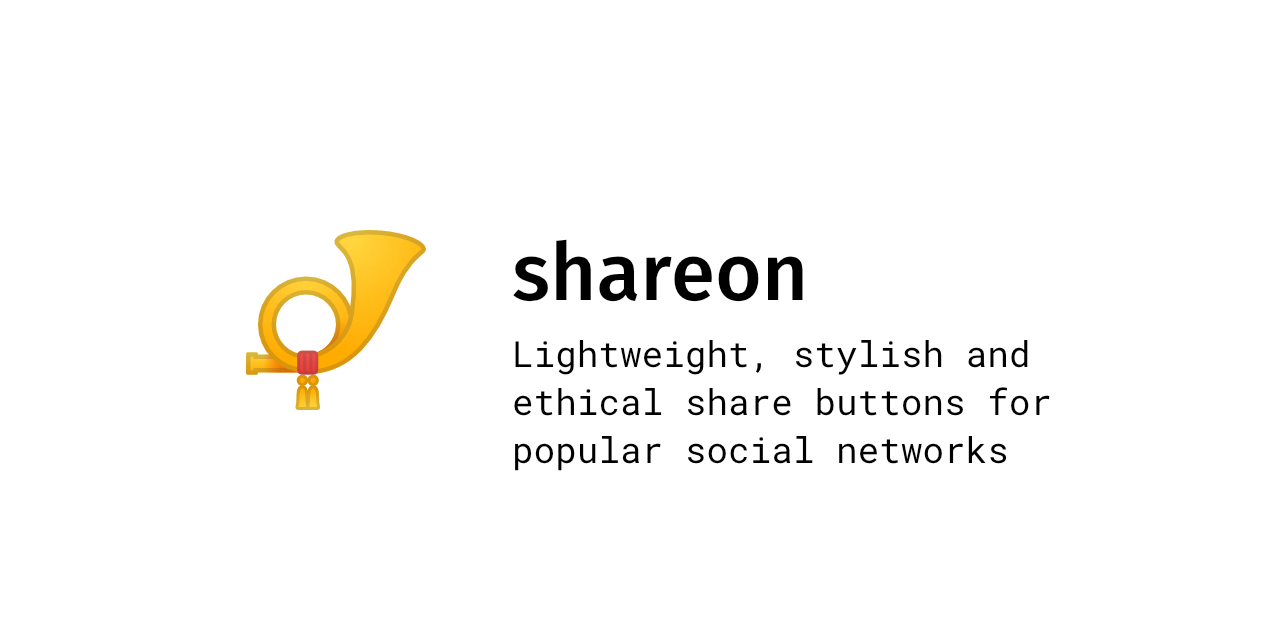 shareon
Lightweight, stylish and
ethical share buttons for
popular social networks